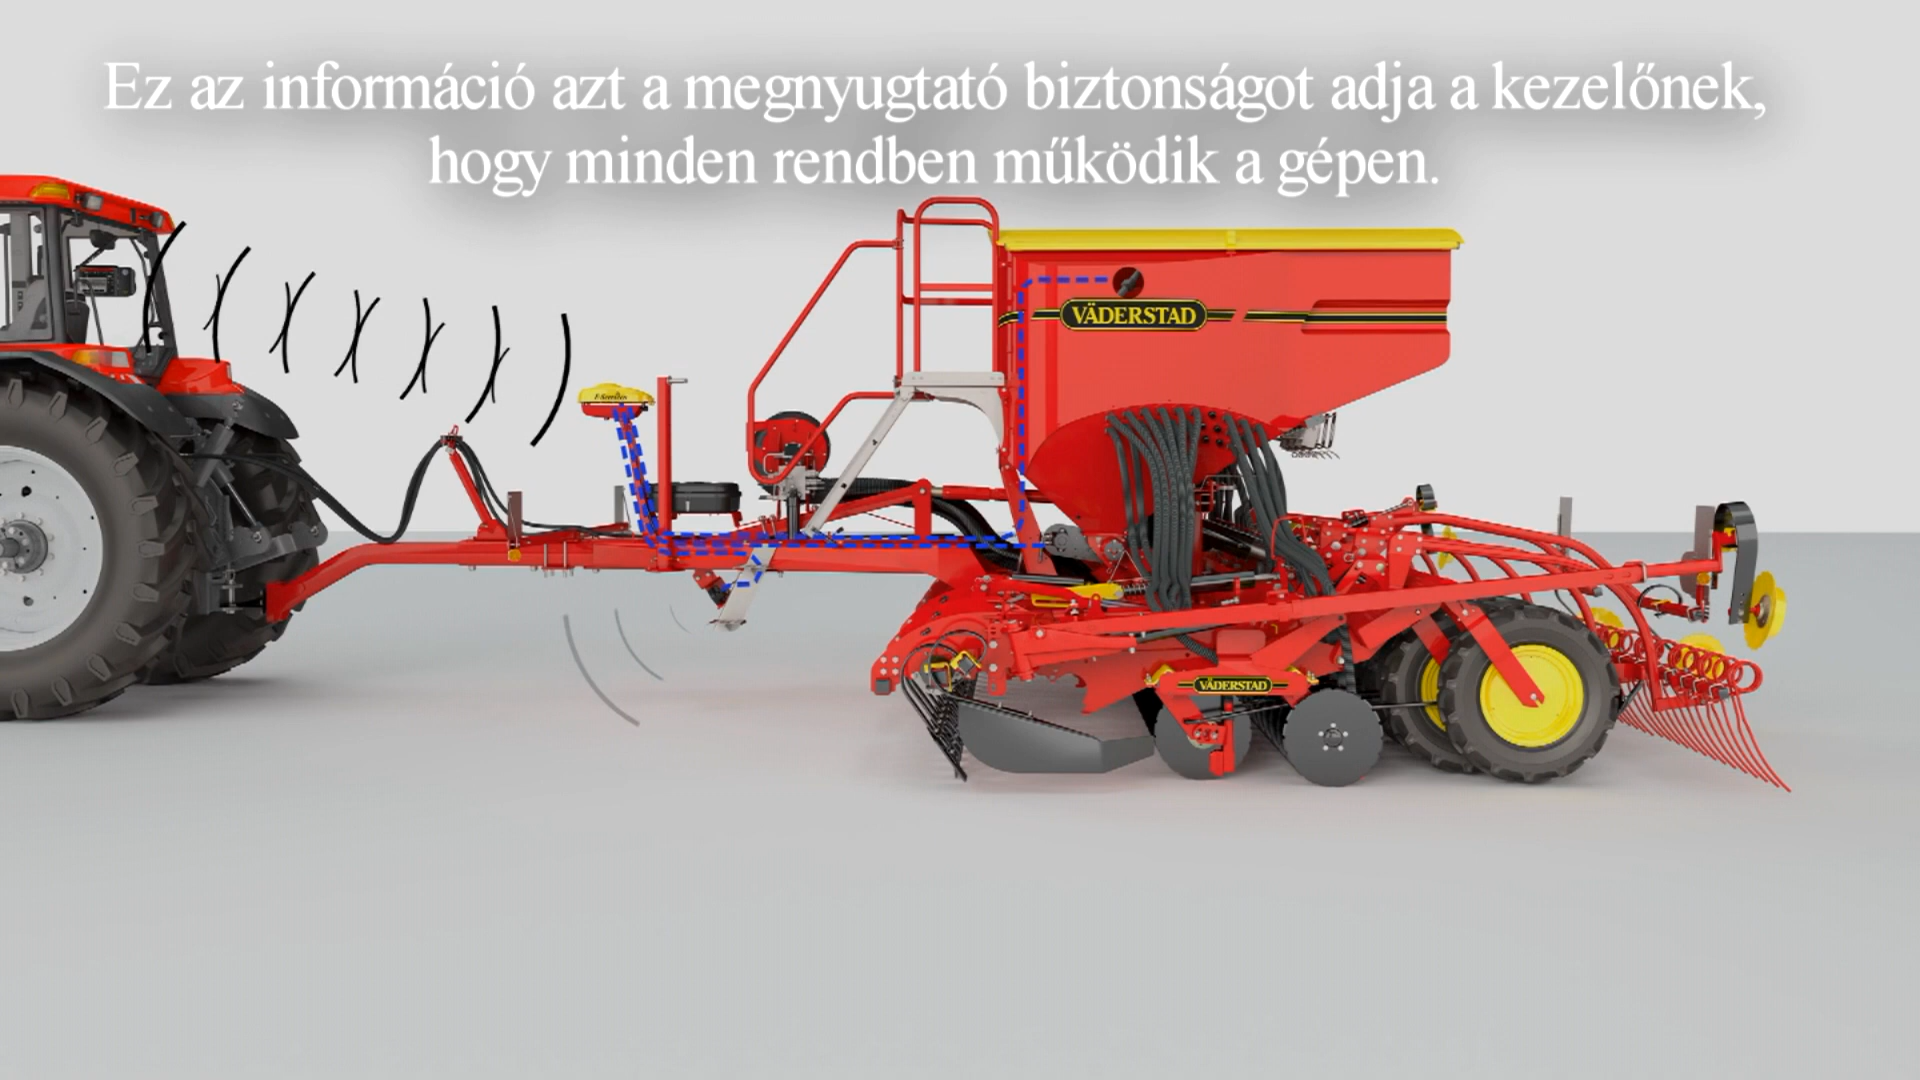 Ez az információ azt a megnyugtató biztonságot adja a kezelőnek,
hogy minden rendben működik a gépen.
VÄDERSTAD
VÄDERSTAD